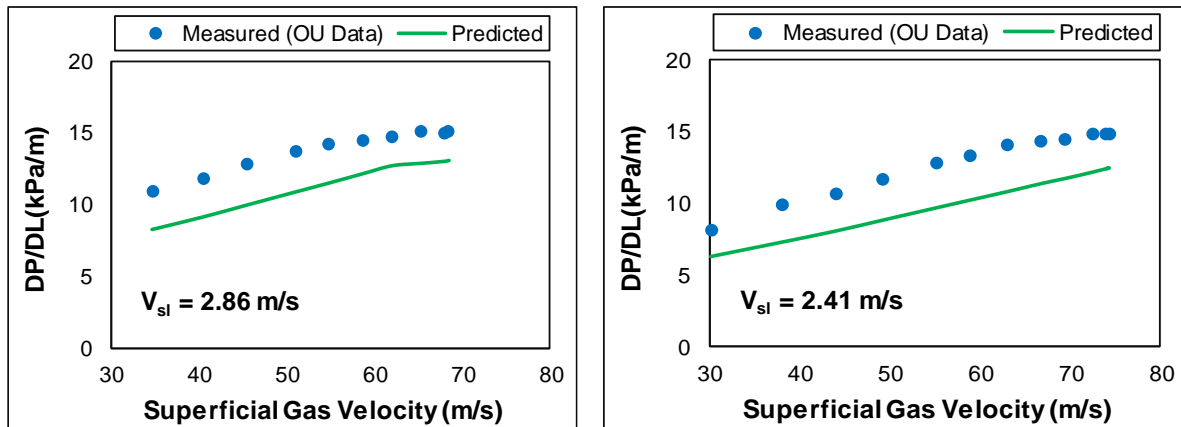 Measured (OU Data) Predicted
20
15
10
5
0
DP/DL(kPa/m)
V_sl = 2.86 m/s
30 40 50 60 70 80
Superficial Gas Velocity (m/s)
Measured (OU Data) Predicted
20
15
10
5
0
DP/DL(kPa/m)
V_sl = 2.41 m/s
30 40 50 60 70 80
Superficial Gas Velocity (m/s)